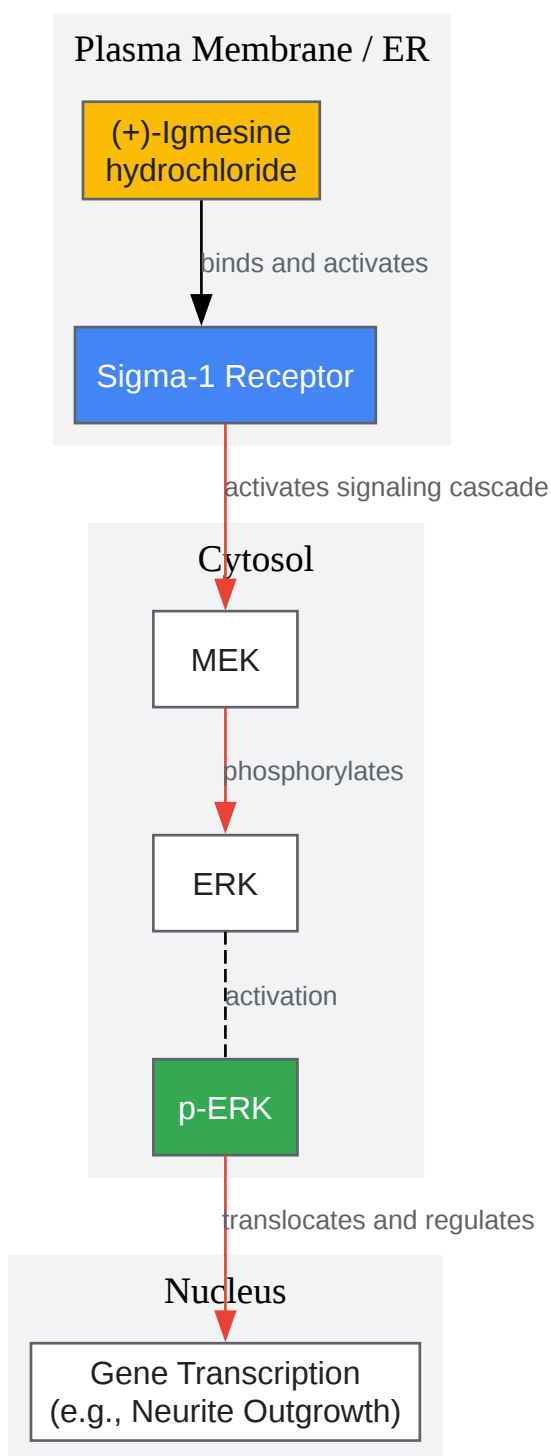 Plasma Membrane / ER
(+)-Igmesine
hydrochloride
binds and activates
Sigma-1 Receptor
activates signaling cascade
Cytosol
MEK
phosphorylates
ERK
activation
p-ERK
translocates and regulates
Nucleus
Gene Transcription
(e.g., Neurite Outgrowth)